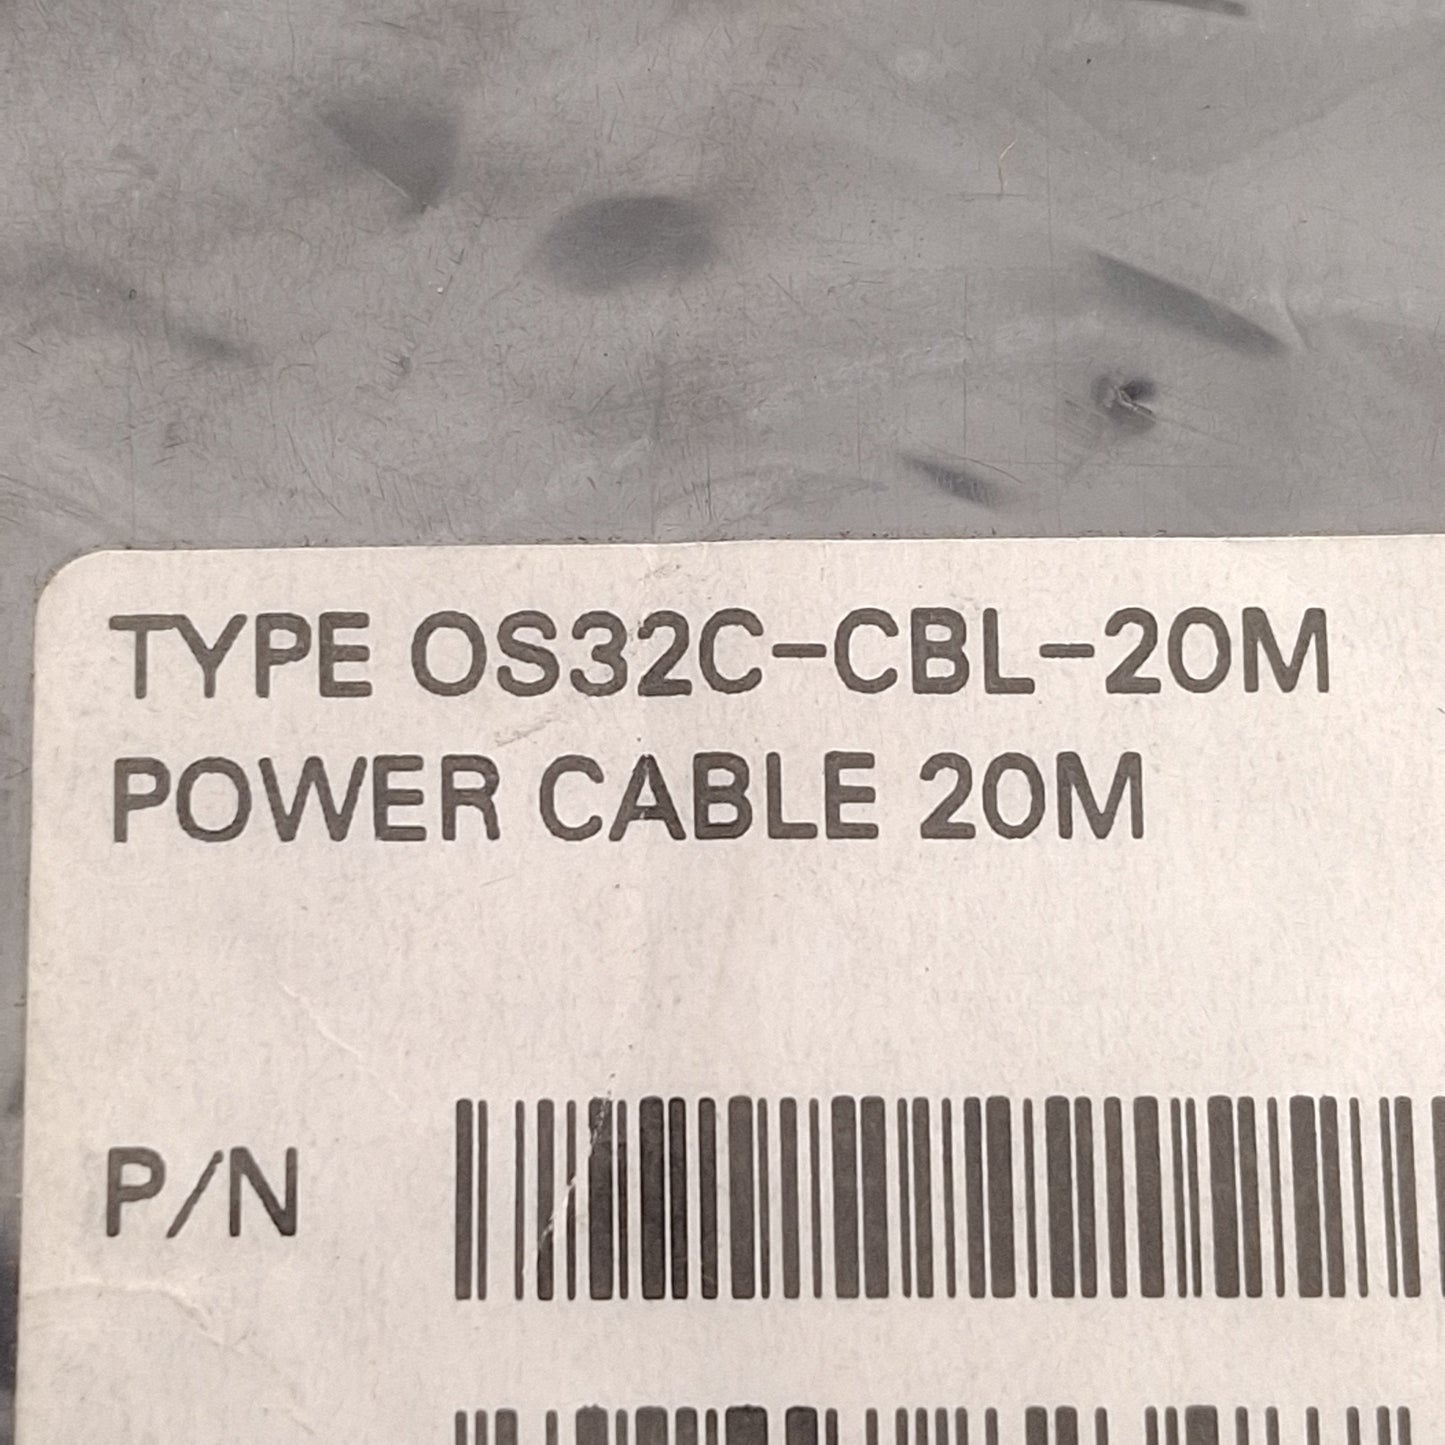 TYPE OS32C-CBL-20M
POWER CABLE 20M
P/N